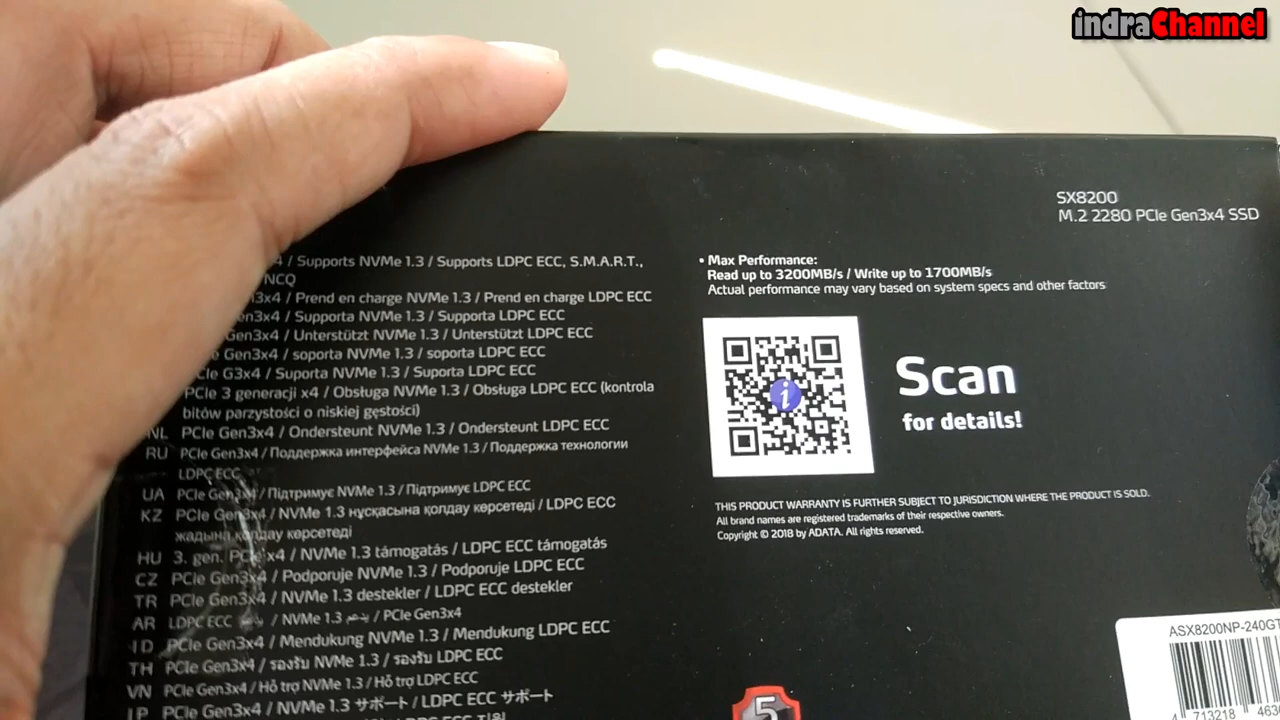 indraChannel
SX8200
M.2 2280 PCIe Gen3x4 SSD
4 / Supports NVMe 1.3 / Supports LDPC ECC, S.M.A.R.T.,
NCQ
3x4 / Prend en charge NVMe 1.3 / Prend en charge LDPC ECC
en3x4 / Supporta NVMe 1.3 / Supporta LDPC ECC
Gen3x4 / Unterstützt NVMe 1.3 / Unterstützt LDPC ECC
Gen3x4 / soporta NVMe 1.3 / soporta LDPC ECC
CIe G3x4 / Suporta NVMe 1.3 / Suporta LDPC ECC
PCIe 3 generacji x4 / Obsługa NVMe 1.3 / Obsługa LDPC ECC (kontrola
bitów parzystości o niskiej gęstości)
NL PCIe Gen3x4 / Ondersteunt NVMe 1.3 / Ondersteunt LDPC ECC
RU PCIe Gen3x4 / Поддержка интерфейса NVMe 1.3 / Поддержка технологии
LDPC ECC
UA PCIe Gen3x4 / Підтримує NVMe 1.3 / Підтримує LDPC ECC
KZ PCIe Gen3x4 / NVMe 1.3 нұсқасына қолдау көрсетеді / LDPC ECC
жадына қолдау көрсетеді
HU 3. gen. PCIe x4 / NVMe 1.3 támogatás / LDPC ECC támogatás
CZ PCIe Gen3x4 / Podporuje NVMe 1.3 / Podporuje LDPC ECC
TR PCIe Gen3x4 / NVMe 1.3 destekler / LDPC ECC destekler
AR LDPC ECC يدعم / NVMe 1.3 يدعم / PCIe Gen3x4
ID PCIe Gen3x4 / Mendukung NVMe 1.3 / Mendukung LDPC ECC
TH PCIe Gen3x4 / รองรับ NVMe 1.3 / รองรับ LDPC ECC
VN PCIe Gen3x4 / Hỗ trợ NVMe 1.3 / Hỗ trợ LDPC ECC
JP PCIe Gen3x4 / NVMe 1.3 サポート / LDPC ECC サポート
• Max Performance:
Read up to 3200MB/s / Write up to 1700MB/s
Actual performance may vary based on system specs and other factors
i
Scan
for details!
THIS PRODUCT WARRANTY IS FURTHER SUBJECT TO JURISDICTION WHERE THE PRODUCT IS SOLD.
All brand names are registered trademarks of their respective owners.
Copyright © 2018 by ADATA. All rights reserved.
5
ASX8200NP-240GT
4 713218 463